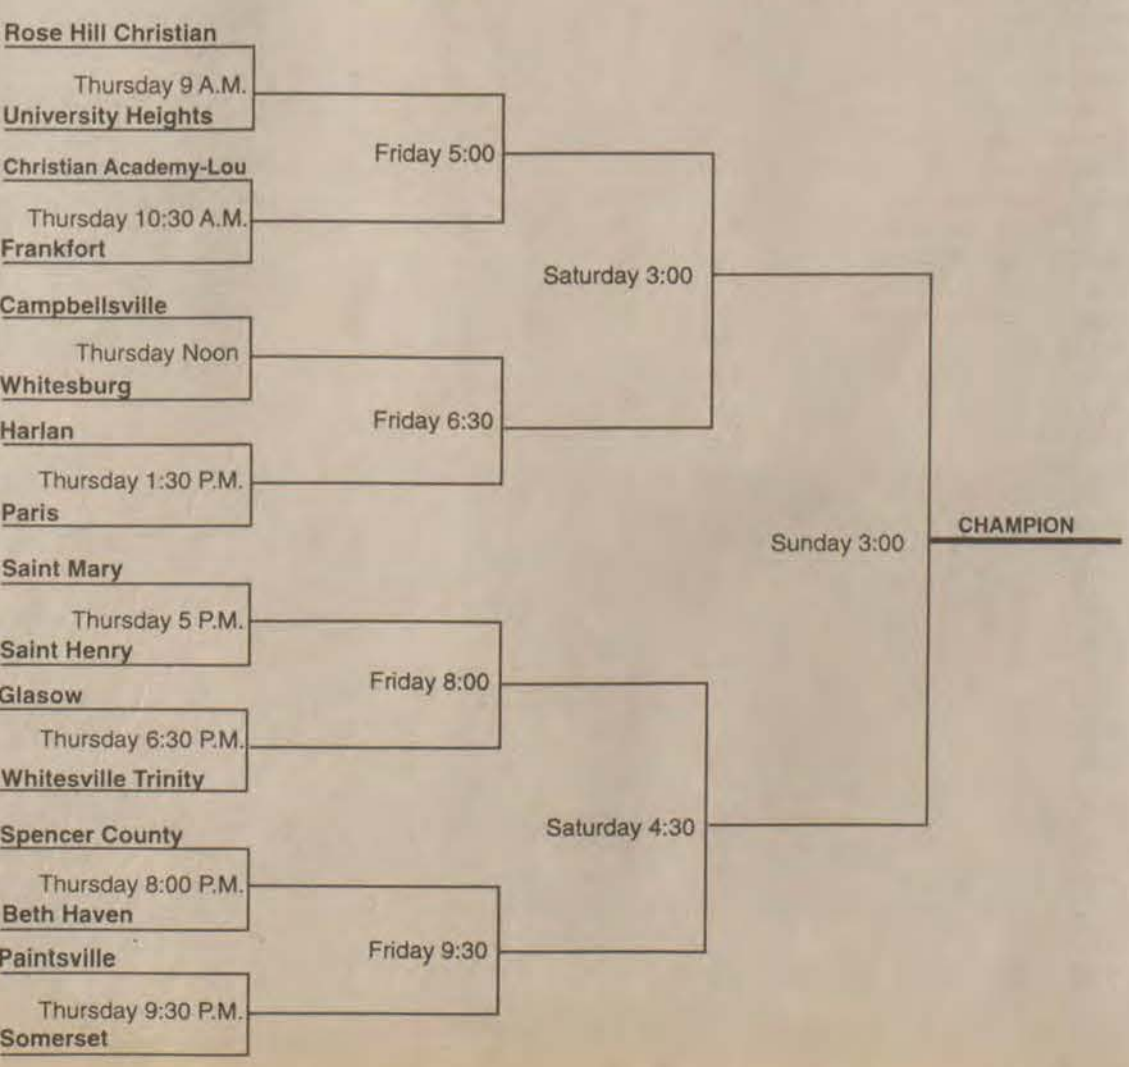 Rose Hill Christian
Thursday 9 A.M.
University Heights
Friday 5:00
Christian Academy-Lou
Thursday 10:30 A.M.
Frankfort
Saturday 3:00
Campbellsville
Thursday Noon
Whitesburg
Friday 6:30
Harlan
Thursday 1:30 P.M.
Paris
Sunday 3:00
CHAMPION
Saint Mary
Thursday 5 P.M.
Saint Henry
Friday 8:00
Glasow
Thursday 6:30 P.M.
Whitesville Trinity
Saturday 4:30
Spencer County
Thursday 8:00 P.M.
Beth Haven
Friday 9:30
Paintsville
Thursday 9:30 P.M.
Somerset